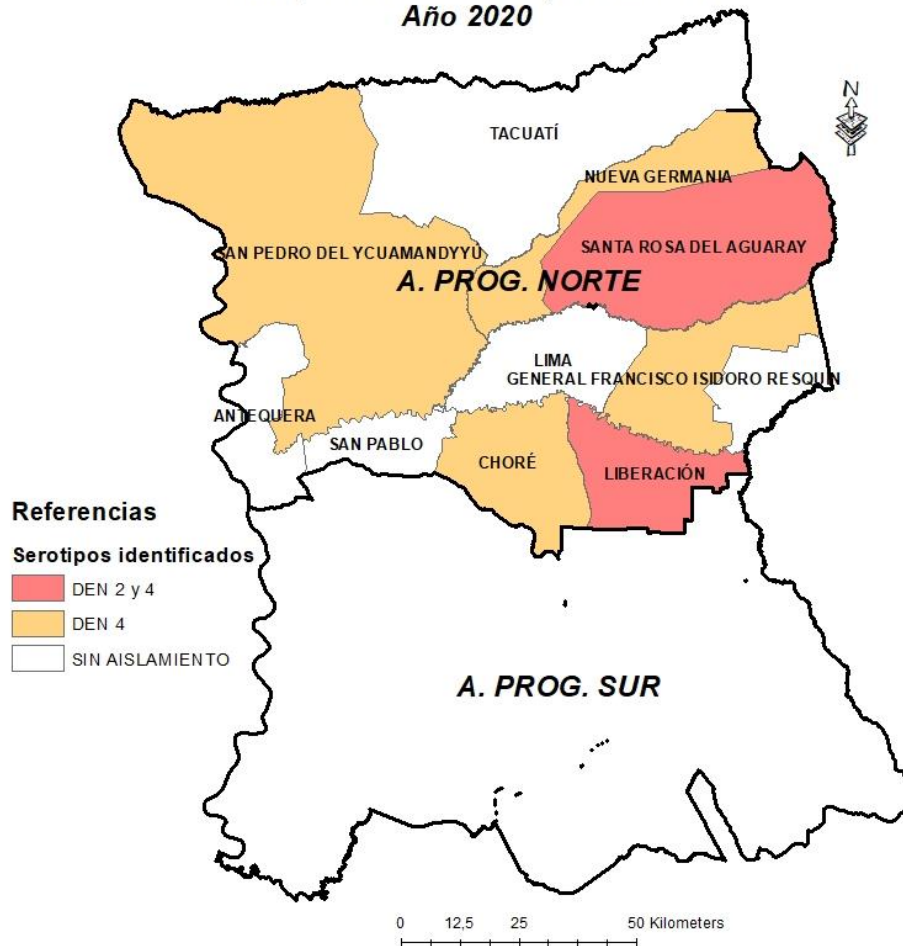 Año 2020
N
TACUATÍ
NUEVA GERMANIA
SANTA ROSA DEL AGUARAY
SAN PEDRO DEL YCUAMANDYYÚ
A. PROG. NORTE
LIMA
GENERAL FRANCISCO ISIDORO RESQUIN
ANTEQUERA
SAN PABLO
CHORÉ
LIBERACIÓN
Referencias
Serotipos identificados
DEN 2 y 4
DEN 4
SIN AISLAMIENTO
A. PROG. SUR
0 12,5 25 50 Kilometers